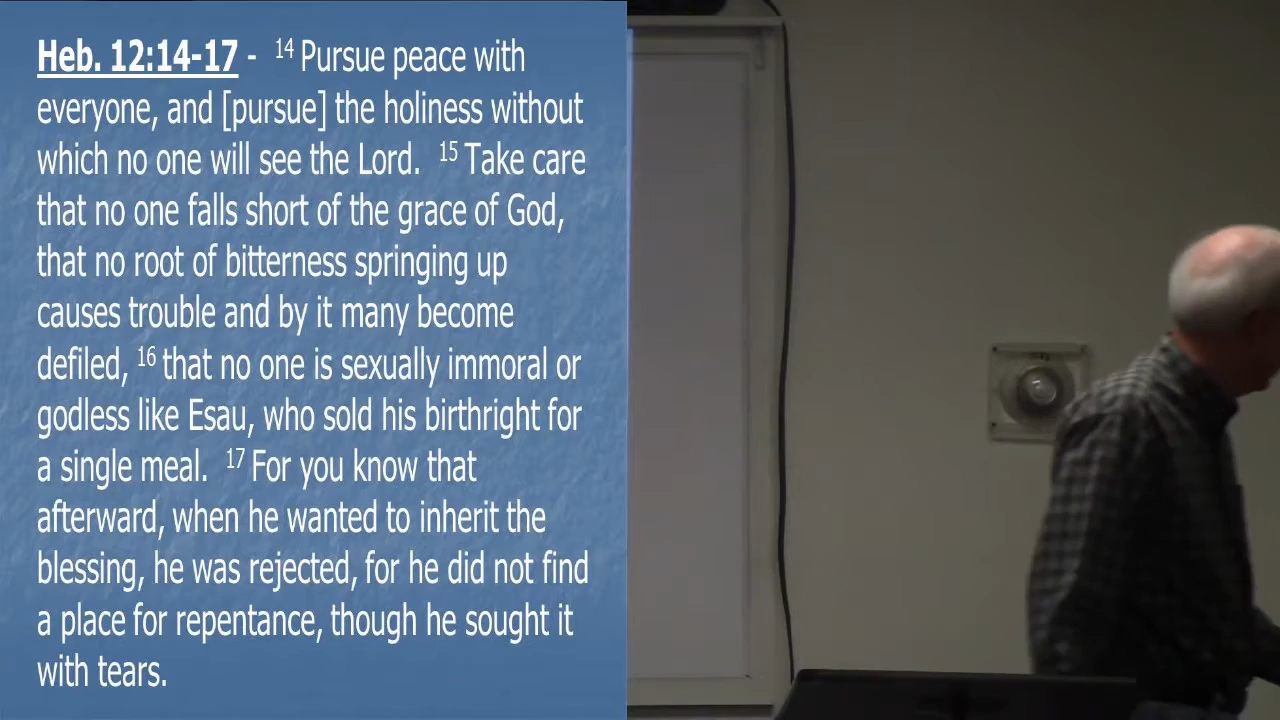 Heb. 12:14-17 - 14 Pursue peace with
everyone, and [pursue] the holiness without
which no one will see the Lord. 15 Take care
that no one falls short of the grace of God,
that no root of bitterness springing up
causes trouble and by it many become
defiled, 16 that no one is sexually immoral or
godless like Esau, who sold his birthright for
a single meal. 17 For you know that
afterward, when he wanted to inherit the
blessing, he was rejected, for he did not find
a place for repentance, though he sought it
with tears.